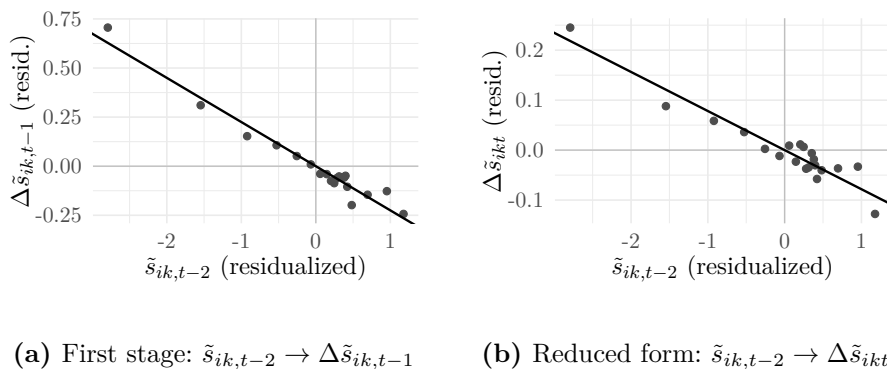 0.75
0.50
0.25
0.00
-0.25
Δs̃ik,t−1 (resid.)
-2 -1 0 1
s̃ik,t−2 (residualized)
(a) First stage: s̃ik,t−2 → Δs̃ik,t−1
0.2
0.1
0.0
-0.1
Δs̃ikt (resid.)
-2 -1 0 1
s̃ik,t−2 (residualized)
(b) Reduced form: s̃ik,t−2 → Δs̃ikt